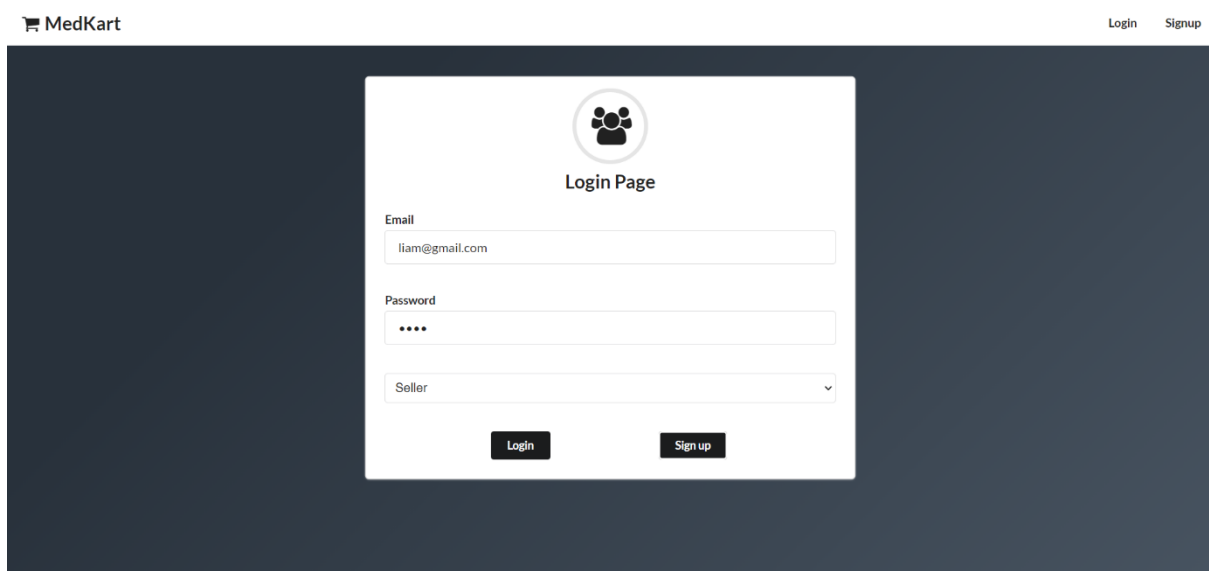 MedKart
Login Signup
Login Page
Email
liam@gmail.com
Password
••••
Seller
Login Sign up